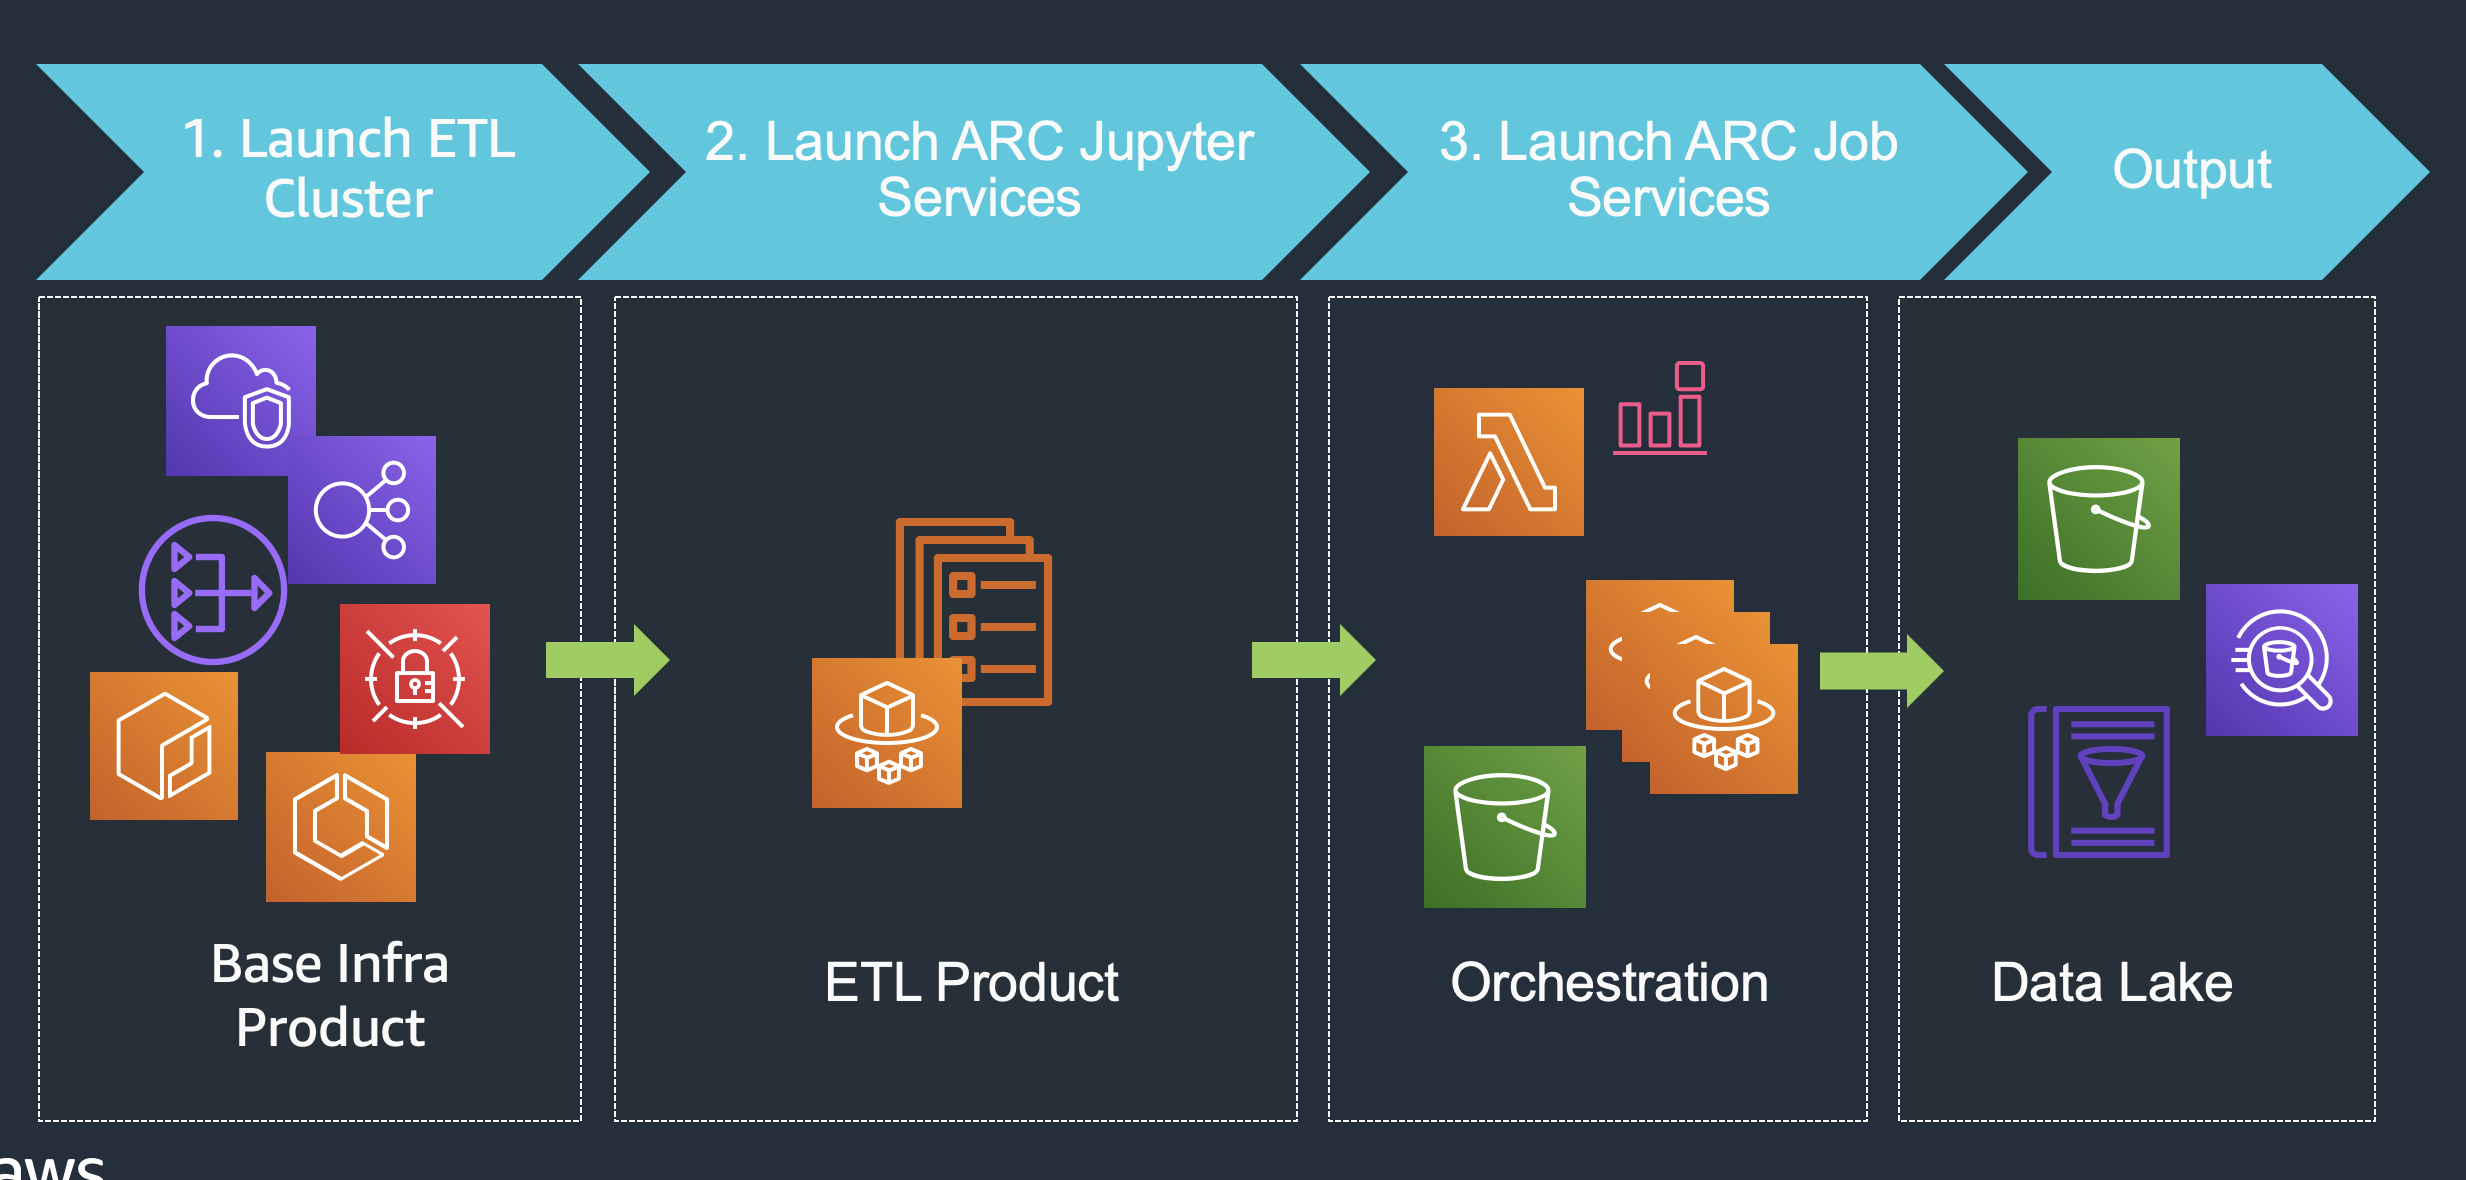 1. Launch ETL
Cluster
2. Launch ARC Jupyter
Services
3. Launch ARC Job
Services
Output
Base Infra
Product
ETL Product
Orchestration
Data Lake
aws